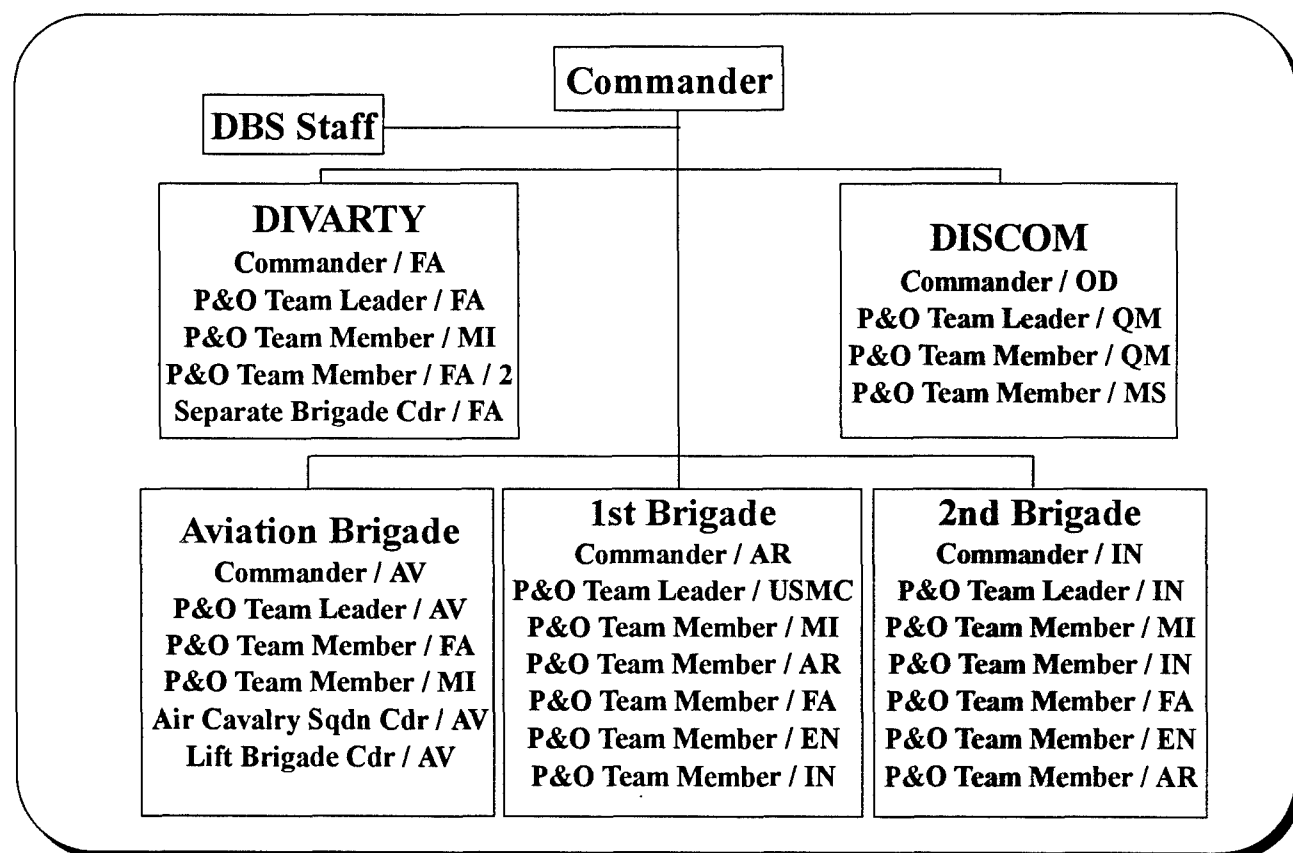 Commander
DBS Staff
DIVARTY
Commander / FA
P&O Team Leader / FA
P&O Team Member / MI
P&O Team Member / FA / 2
Separate Brigade Cdr / FA
DISCOM
Commander / OD
P&O Team Leader / QM
P&O Team Member / QM
P&O Team Member / MS
Aviation Brigade
Commander / AV
P&O Team Leader / AV
P&O Team Member / FA
P&O Team Member / MI
Air Cavalry Sqdn Cdr / AV
Lift Brigade Cdr / AV
1st Brigade
Commander / AR
P&O Team Leader / USMC
P&O Team Member / MI
P&O Team Member / AR
P&O Team Member / FA
P&O Team Member / EN
P&O Team Member / IN
2nd Brigade
Commander / IN
P&O Team Leader / IN
P&O Team Member / MI
P&O Team Member / IN
P&O Team Member / FA
P&O Team Member / EN
P&O Team Member / AR